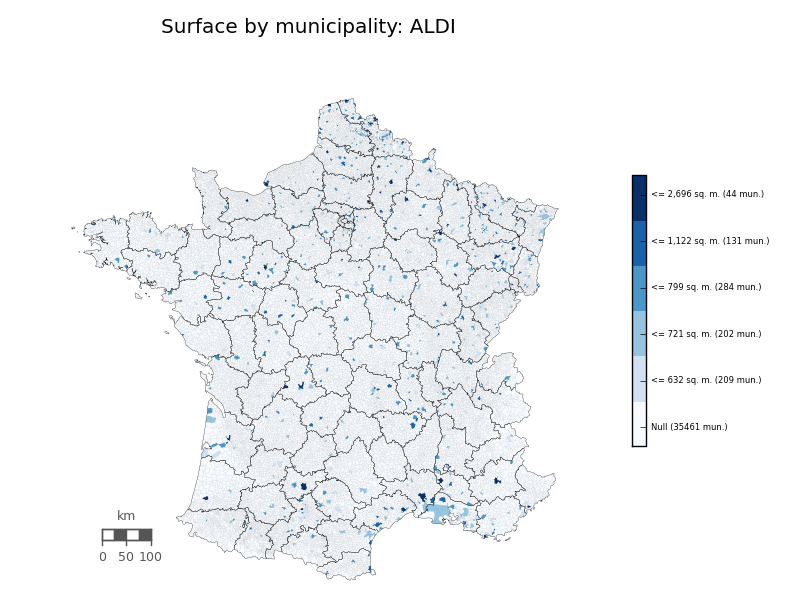 Surface by municipality: ALDI
<= 2,696 sq. m. (44 mun.)
<= 1,122 sq. m. (131 mun.)
<= 799 sq. m. (284 mun.)
<= 721 sq. m. (202 mun.)
<= 632 sq. m. (209 mun.)
Null (35461 mun.)
km
0 50 100